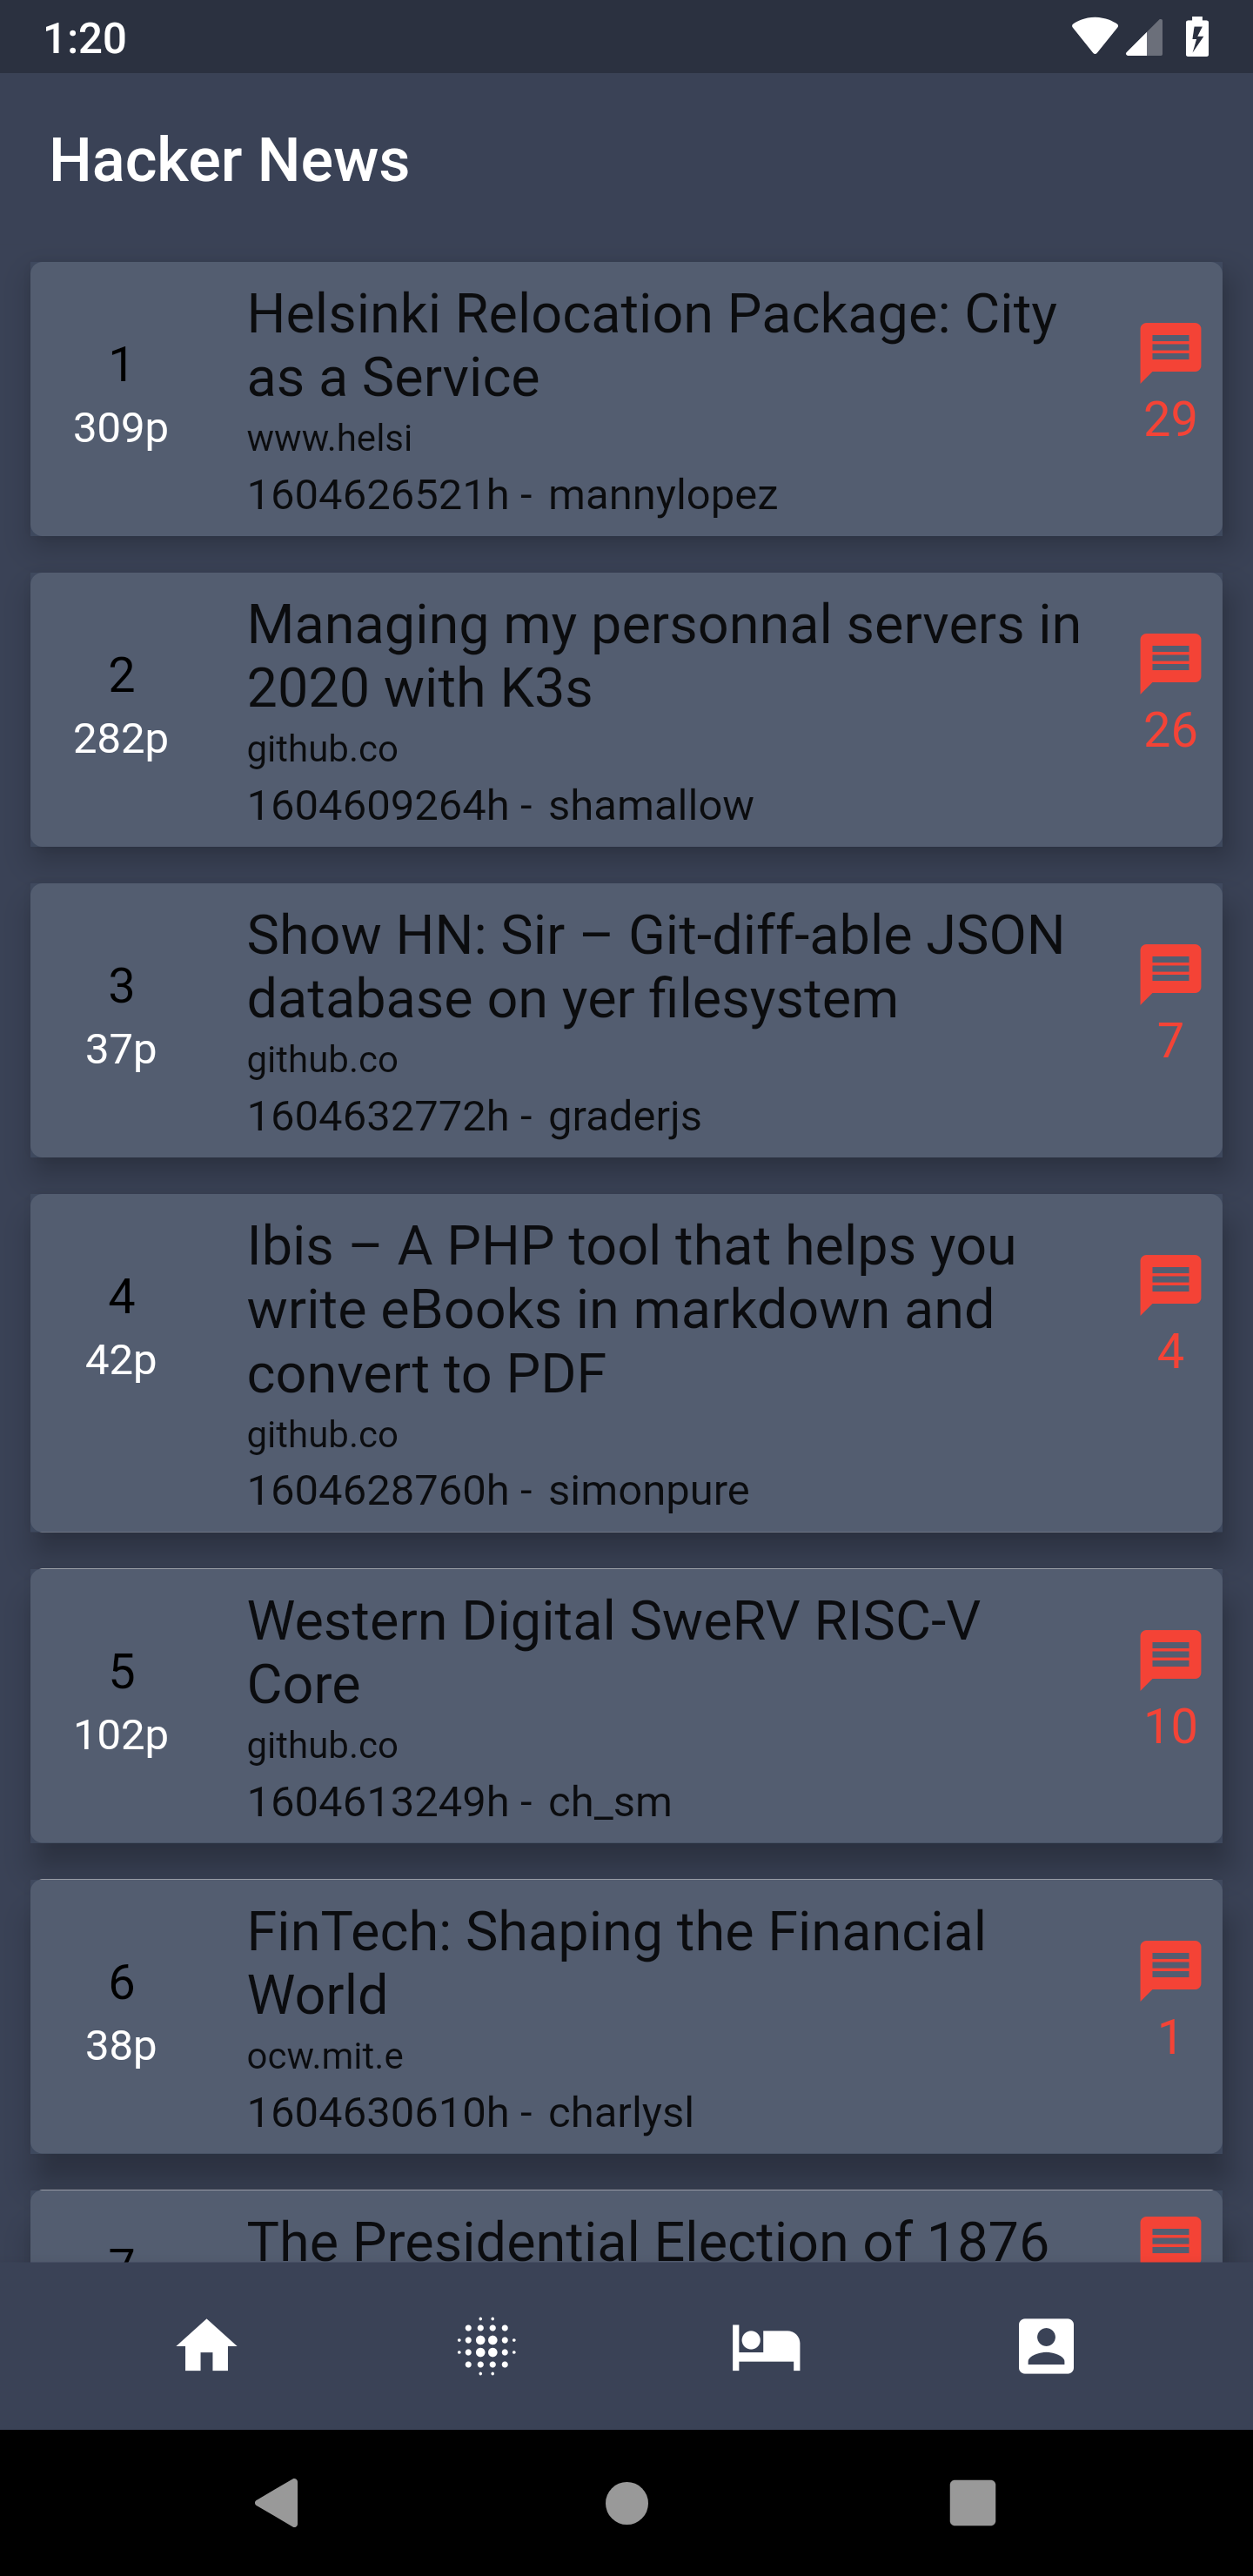 1:20
Hacker News
1
309p
Helsinki Relocation Package: City
as a Service
www.helsi
1604626521h - mannylopez
29
2
282p
Managing my personnal servers in
2020 with K3s
github.co
1604609264h - shamallow
26
3
37p
Show HN: Sir – Git-diff-able JSON
database on yer filesystem
github.co
1604632772h - graderjs
7
4
42p
Ibis – A PHP tool that helps you
write eBooks in markdown and
convert to PDF
github.co
1604628760h - simonpure
4
5
102p
Western Digital SweRV RISC-V
Core
github.co
1604613249h - ch_sm
10
6
38p
FinTech: Shaping the Financial
World
ocw.mit.e
1604630610h - charlysl
1
7
The Presidential Election of 1876